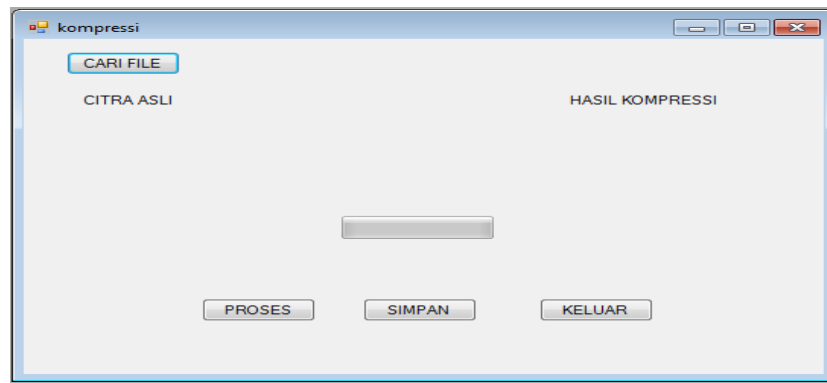 kompressi
CARI FILE
CITRA ASLI HASIL KOMPRESSI
PROSES SIMPAN KELUAR